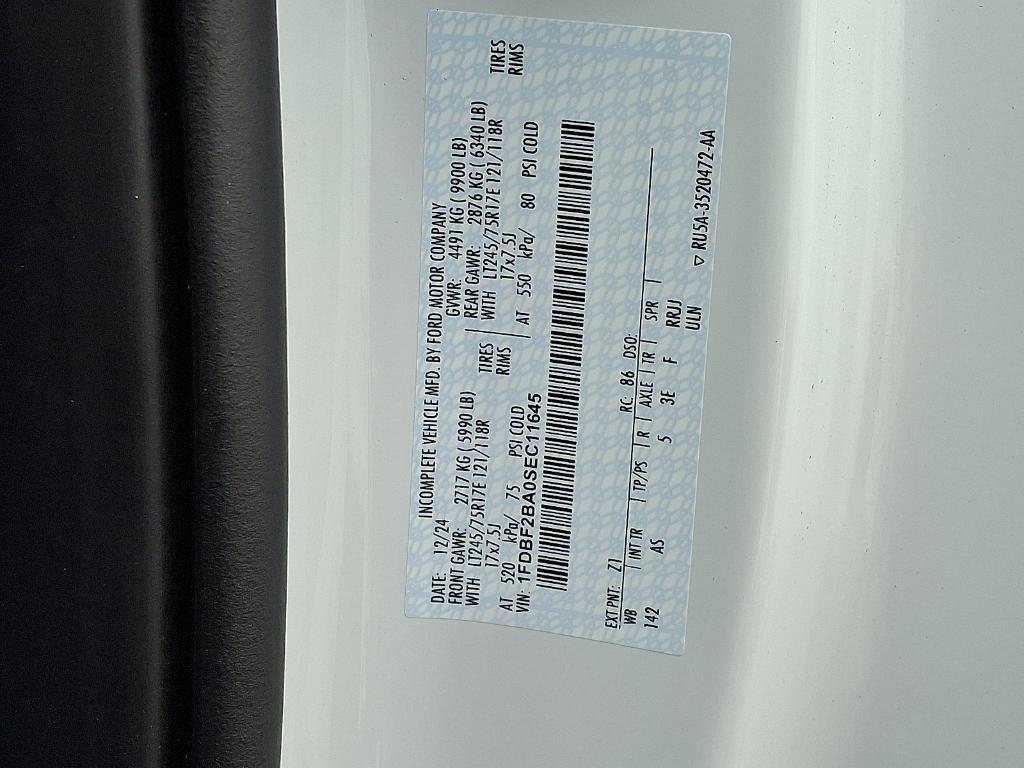 DATE: 12/24 INCOMPLETE VEHICLE MFD. BY FORD MOTOR COMPANY
GVWR: 4491 KG ( 9900 LB)
FRONT GAWR: 2717 KG ( 5990 LB) REAR GAWR: 2876 KG ( 6340 LB)
WITH LT245/75R17E 121/118R TIRES WITH LT245/75R17E 121/118R TIRES
17x7.5J RIMS 17x7.5J RIMS
AT 520 kPa/ 75 PSI COLD AT 550 kPa/ 80 PSI COLD
VIN: 1FDBF2BA0SEC11645
EXT PNT: Z1 RC: 86 DSO:
WB INT TR TP/PS R AXLE TR SPR
142 AS 5 3E F RRJJ
ULN
▽ RU5A-3520472-AA